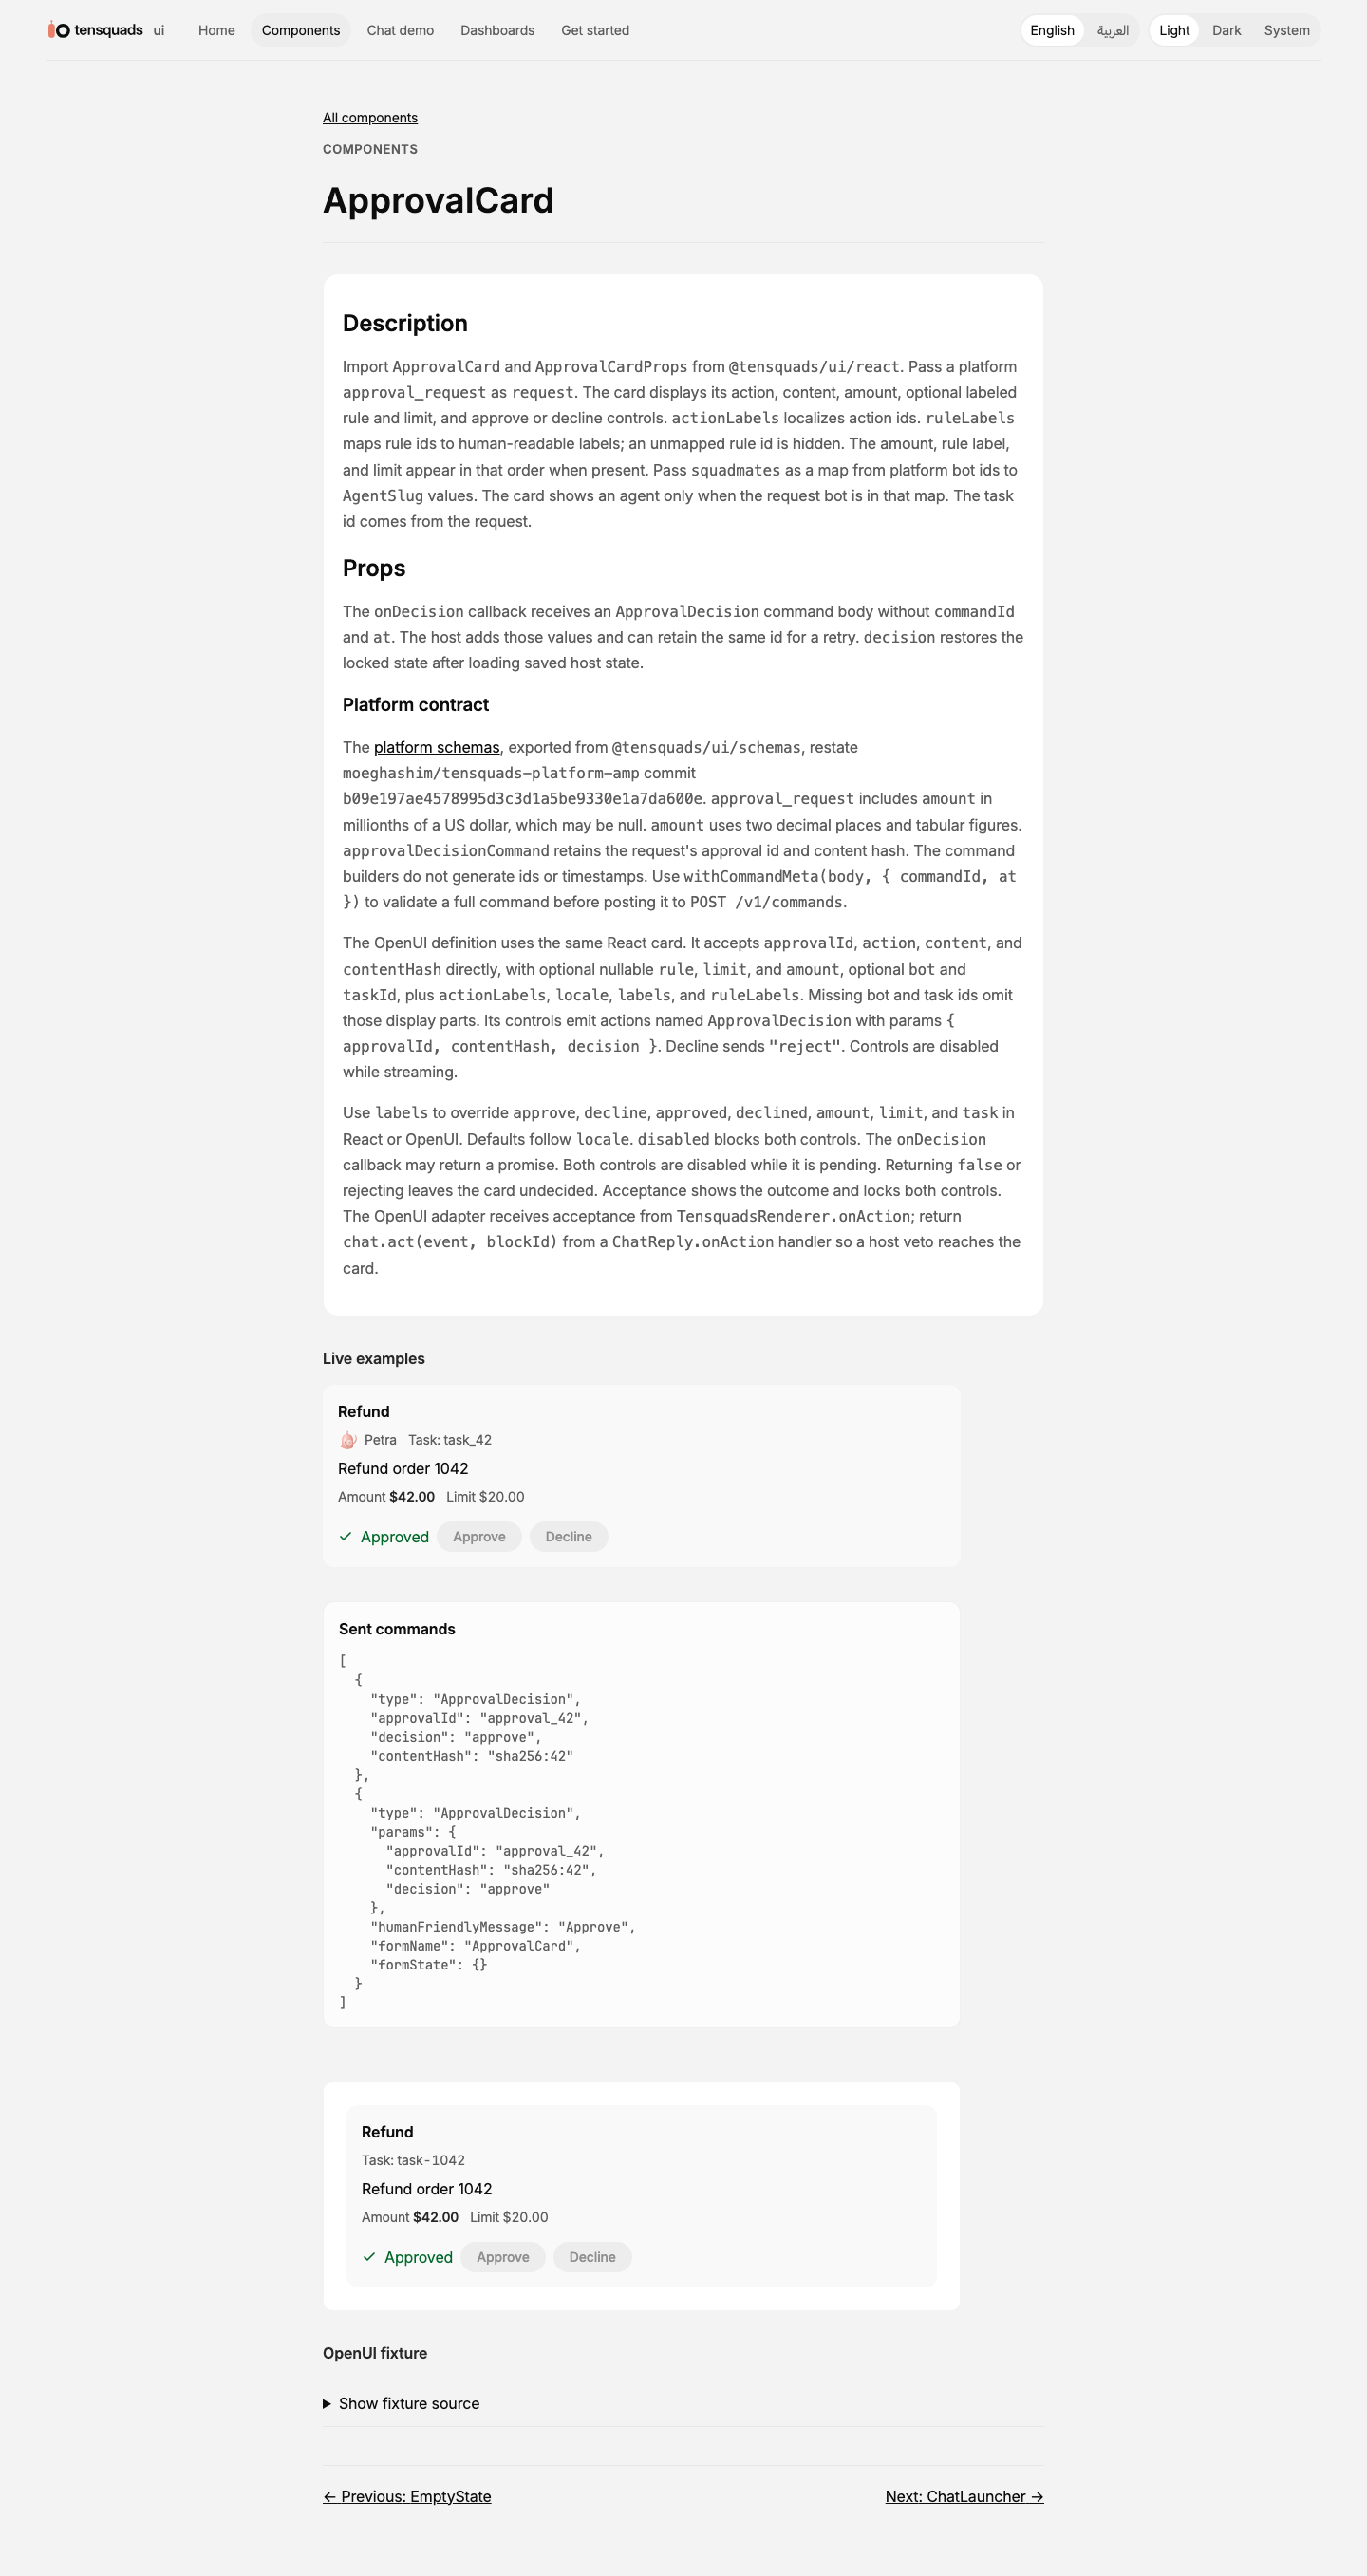 tensquads ui Home Components Chat demo Dashboards Get started English العربية Light Dark System
All components
COMPONENTS
ApprovalCard
Description
Import ApprovalCard and ApprovalCardProps from @tensquads/ui/react. Pass a platform
approval_request as request. The card displays its action, content, amount, optional labeled
rule and limit, and approve or decline controls. actionLabels localizes action ids. ruleLabels
maps rule ids to human-readable labels; an unmapped rule id is hidden. The amount, rule label,
and limit appear in that order when present. Pass squadmates as a map from platform bot ids to
AgentSlug values. The card shows an agent only when the request bot is in that map. The task
id comes from the request.
Props
The onDecision callback receives an ApprovalDecision command body without commandId
and at. The host adds those values and can retain the same id for a retry. decision restores the
locked state after loading saved host state.
Platform contract
The platform schemas, exported from @tensquads/ui/schemas, restate
moeghashim/tensquads-platform-amp commit
b09e197ae4578995d3c3d1a5be9330e1a7da600e. approval_request includes amount in
millionths of a US dollar, which may be null. amount uses two decimal places and tabular figures.
approvalDecisionCommand retains the request's approval id and content hash. The command
builders do not generate ids or timestamps. Use withCommandMeta(body, { commandId, at
}) to validate a full command before posting it to POST /v1/commands.
The OpenUI definition uses the same React card. It accepts approvalId, action, content, and
contentHash directly, with optional nullable rule, limit, and amount, optional bot and
taskId, plus actionLabels, locale, labels, and ruleLabels. Missing bot and task ids omit
those display parts. Its controls emit actions named ApprovalDecision with params {
approvalId, contentHash, decision }. Decline sends "reject". Controls are disabled
while streaming.
Use labels to override approve, decline, approved, declined, amount, limit, and task in
React or OpenUI. Defaults follow locale. disabled blocks both controls. The onDecision
callback may return a promise. Both controls are disabled while it is pending. Returning false or
rejecting leaves the card undecided. Acceptance shows the outcome and locks both controls.
The OpenUI adapter receives acceptance from TensquadsRenderer.onAction; return
chat.act(event, blockId) from a ChatReply.onAction handler so a host veto reaches the
card.
Live examples
Refund
Petra Task: task_42
Refund order 1042
Amount $42.00 Limit $20.00
Approved Approve Decline
Sent commands
[
{
"type": "ApprovalDecision",
"approvalId": "approval_42",
"decision": "approve",
"contentHash": "sha256:42"
},
{
"type": "ApprovalDecision",
"params": {
"approvalId": "approval_42",
"contentHash": "sha256:42",
"decision": "approve"
},
"humanFriendlyMessage": "Approve",
"formName": "ApprovalCard",
"formState": {}
}
]
Refund
Task: task-1042
Refund order 1042
Amount $42.00 Limit $20.00
Approved Approve Decline
OpenUI fixture
Show fixture source
← Previous: EmptyState Next: ChatLauncher →